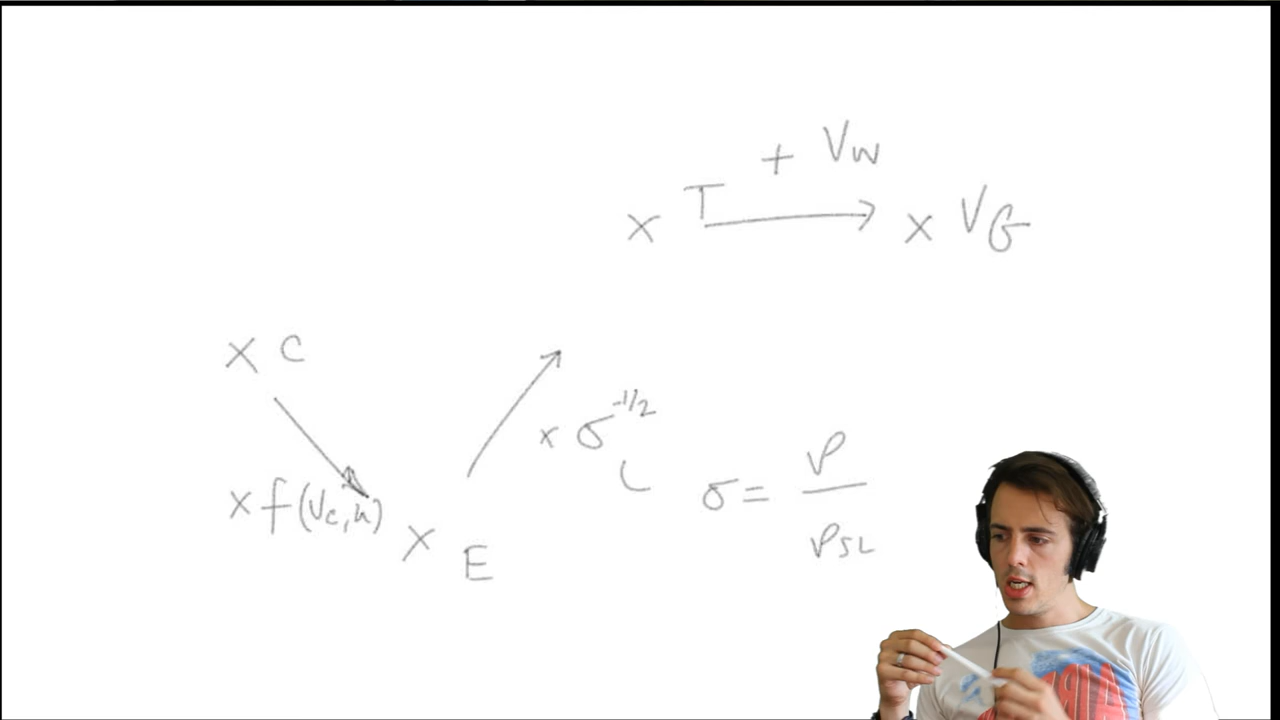 + Vw
x T x VG
x C
x σ^-1/2
x f(Vc,h) σ = ρ / ρSL
x E